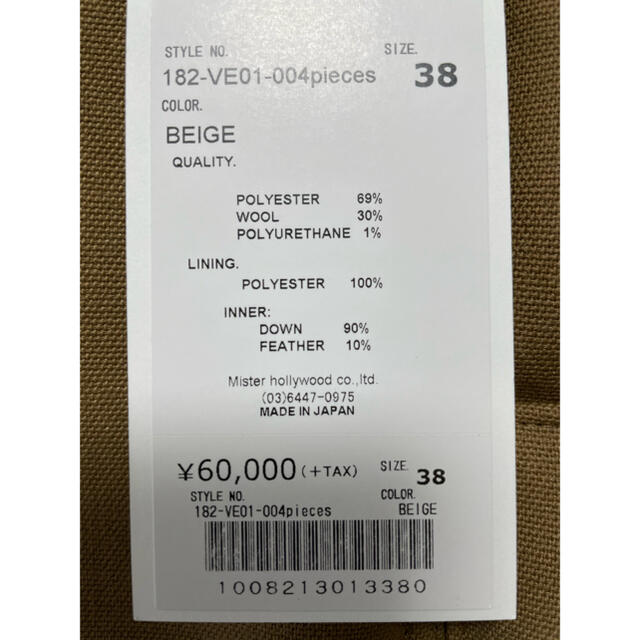 STYLE NO. SIZE.
182-VE01-004pieces 38
COLOR.
BEIGE
QUALITY.
POLYESTER 69%
WOOL 30%
POLYURETHANE 1%
LINING.
POLYESTER 100%
INNER:
DOWN 90%
FEATHER 10%
Mister hollywood co.,ltd.
(03)6447-0975
MADE IN JAPAN
¥60,000(+TAX) SIZE. 38
STYLE NO. COLOR.
182-VE01-004pieces BEIGE
1008213013380